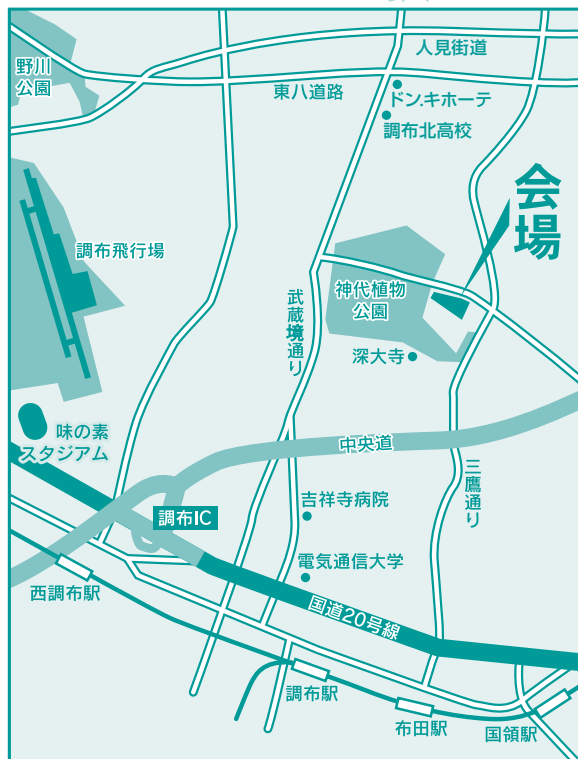 人見街道
野川
公園
東八道路
ドン.キホーテ
調布北高校
会場
調布飛行場
神代植物
公園
武蔵境通り
深大寺
味の素
スタジアム
中央道
三鷹通り
吉祥寺病院
調布IC
電気通信大学
西調布駅
国道20号線
調布駅
布田駅
国領駅